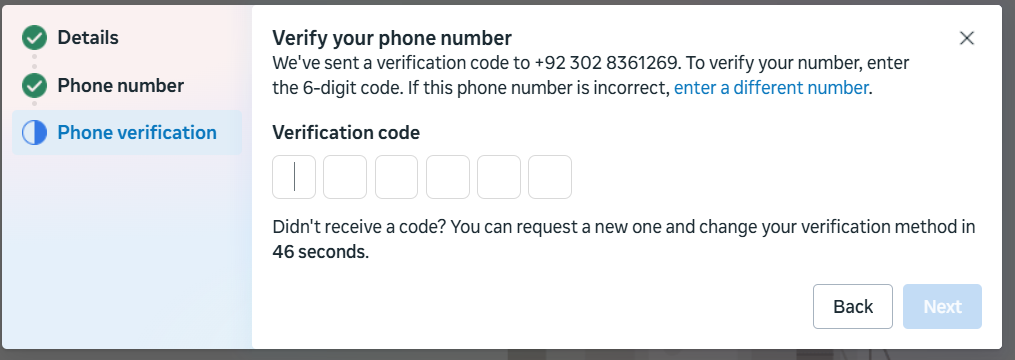 Details
Phone number
Phone verification
Verify your phone number
We've sent a verification code to +92 302 8361269. To verify your number, enter
the 6-digit code. If this phone number is incorrect, enter a different number.
Verification code
Didn't receive a code? You can request a new one and change your verification method in
46 seconds.
Back
Next